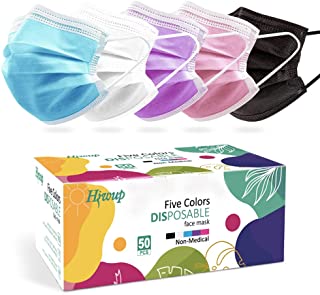 Hiwup
Five Colors
DISPOSABLE
face mask
Non-Medical
50
PCS